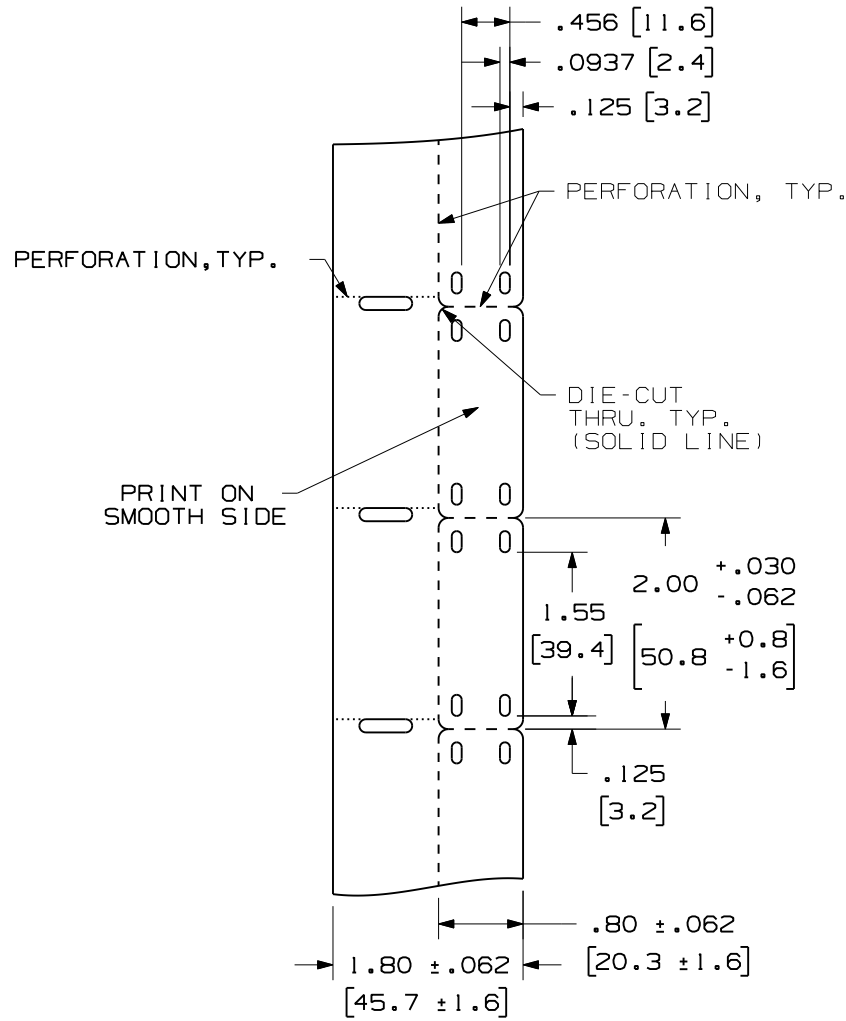 .456 [11.6]
.0937 [2.4]
.125 [3.2]
PERFORATION, TYP.
PERFORATION,TYP.
DIE-CUT
THRU. TYP.
(SOLID LINE)
PRINT ON
SMOOTH SIDE
2.00 +.030
-.062
[50.8 +0.8
-1.6]
1.55
[39.4]
.125
[3.2]
.80 ±.062
[20.3 ±1.6]
1.80 ±.062
[45.7 ±1.6]